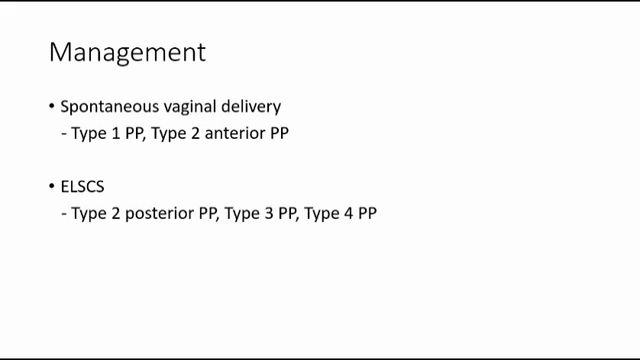 Management
• Spontaneous vaginal delivery
- Type 1 PP, Type 2 anterior PP
• ELSCS
- Type 2 posterior PP, Type 3 PP, Type 4 PP